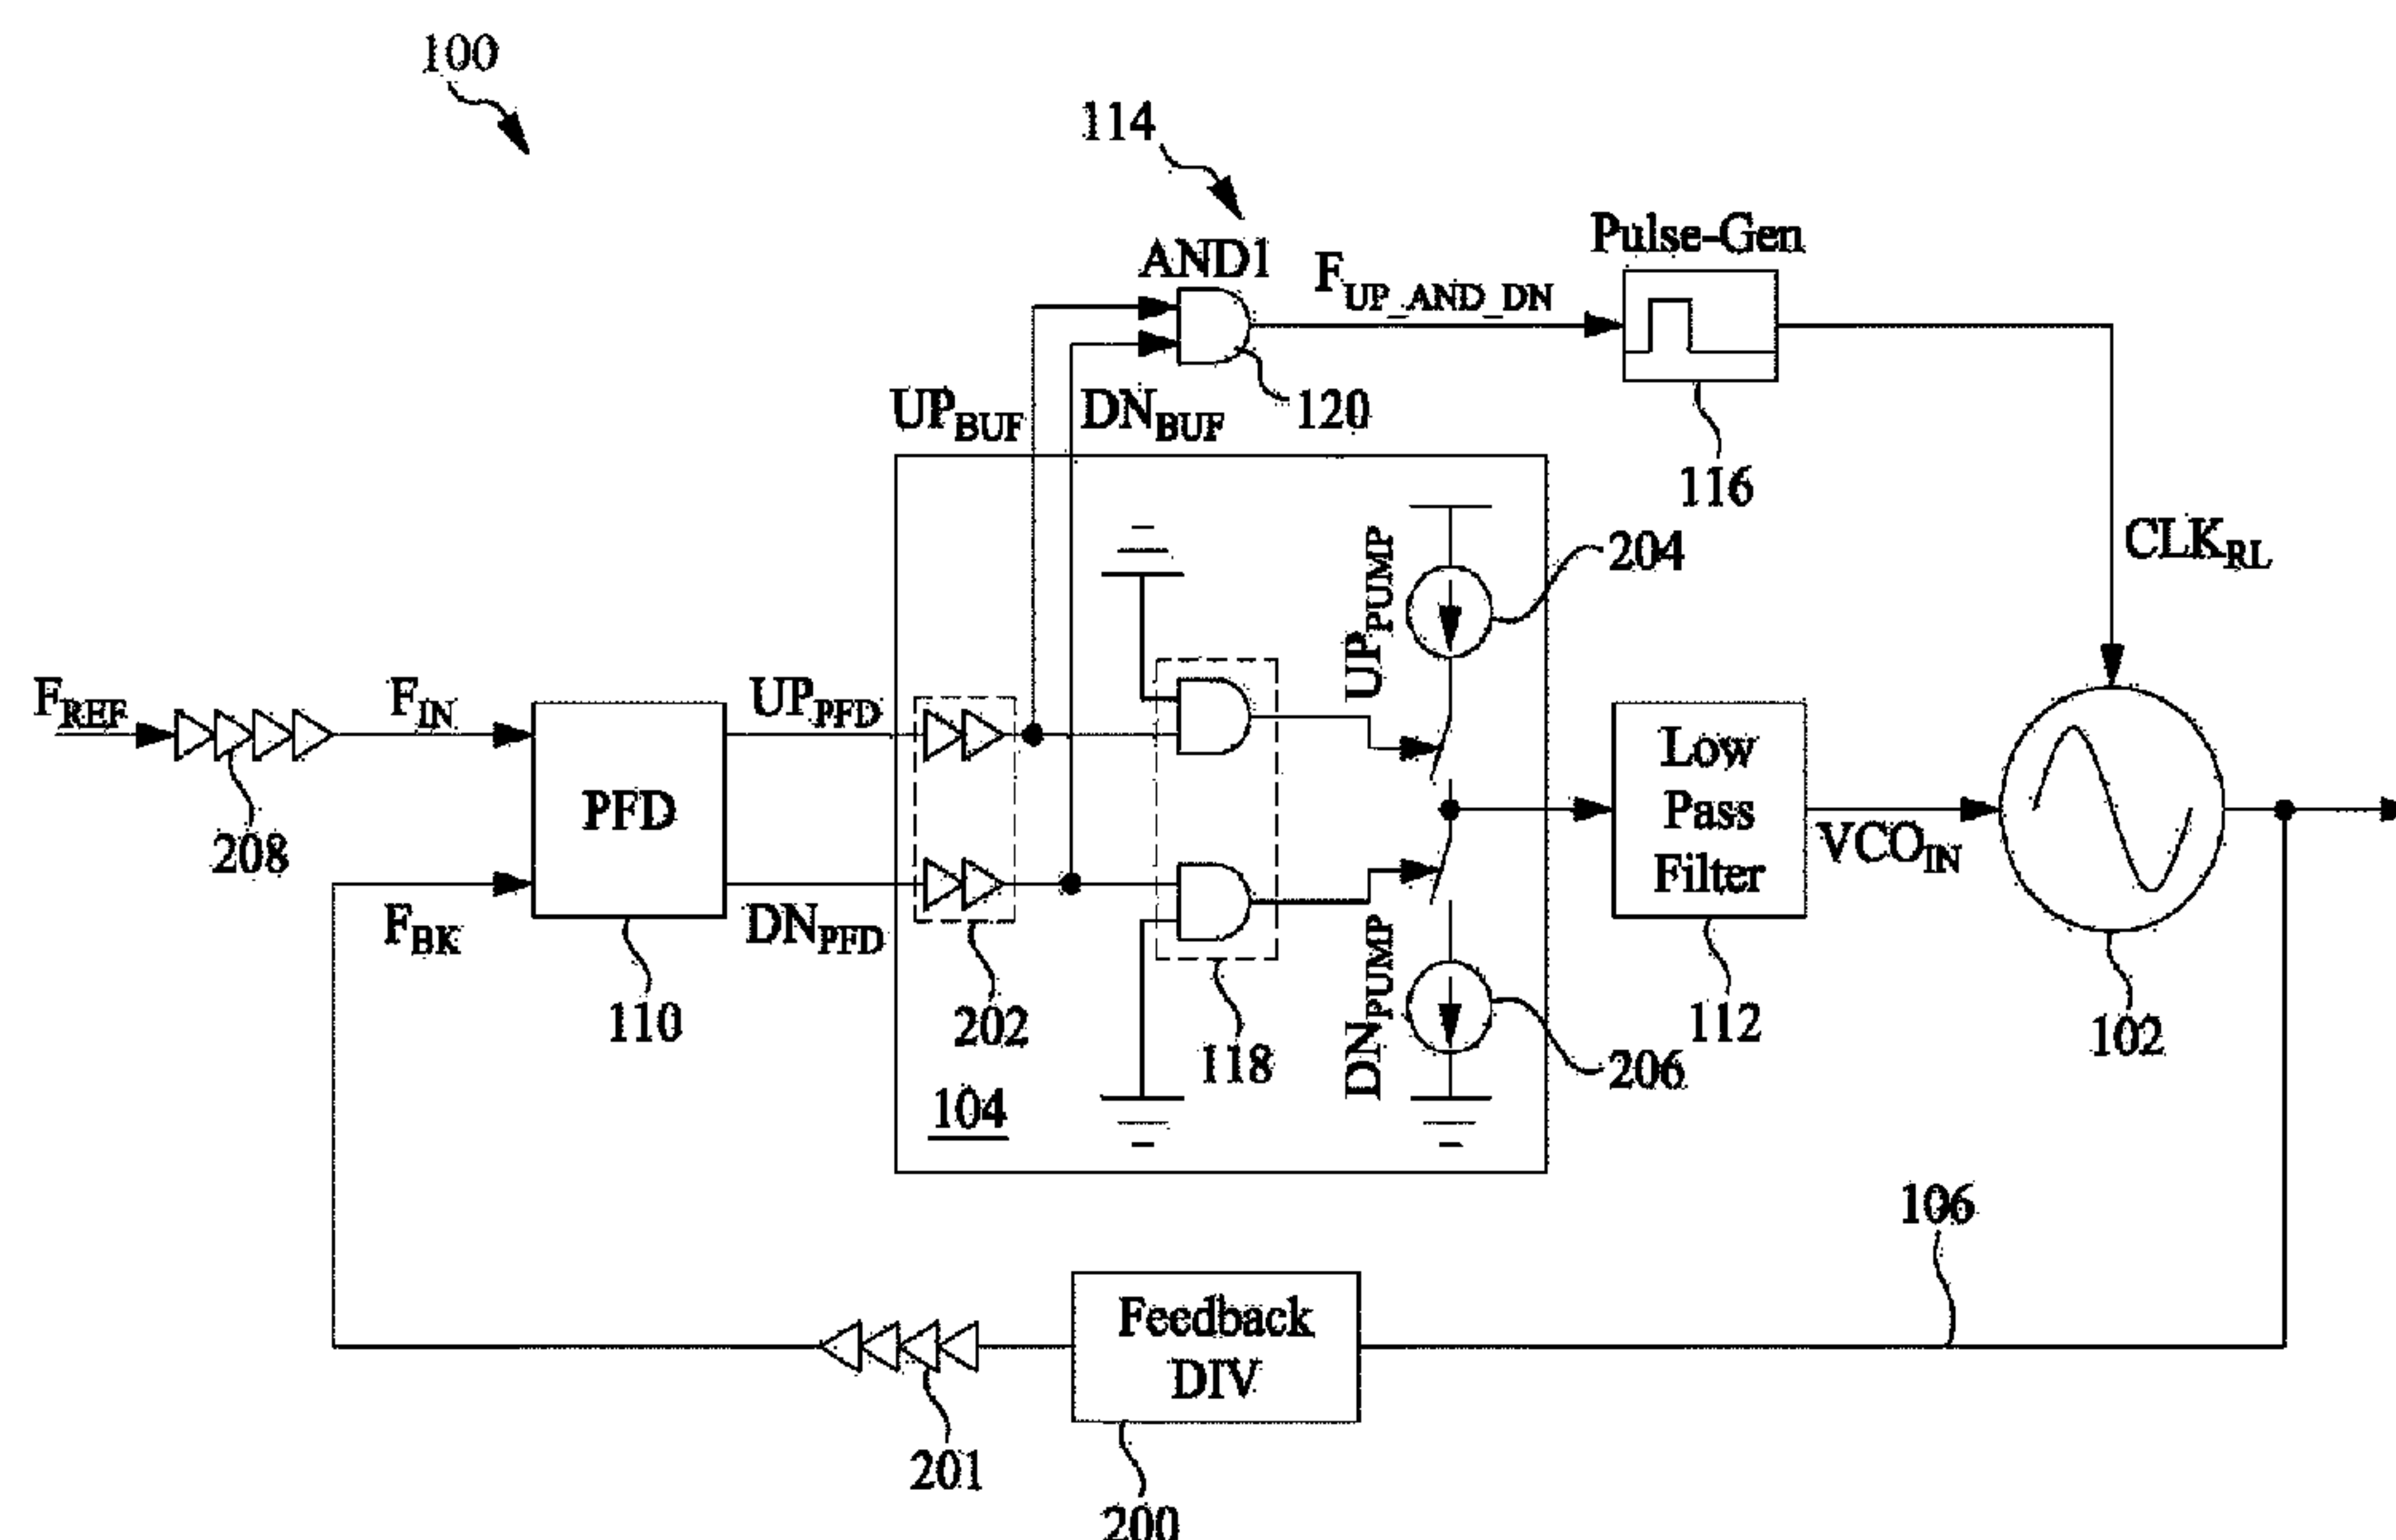 100
114
Pulse-Gen
AND1
F_UP_AND_DN
UP_BUF
DN_BUF
120
116
CLK_RL
204
UP_PUMP
F_REF
F_IN
UP_PFD
208
PFD
Low
Pass
Filter
VCO_IN
F_BK
DN_PFD
110
202
118
DN_PUMP
112
102
206
104
106
Feedback
DIV
201
200